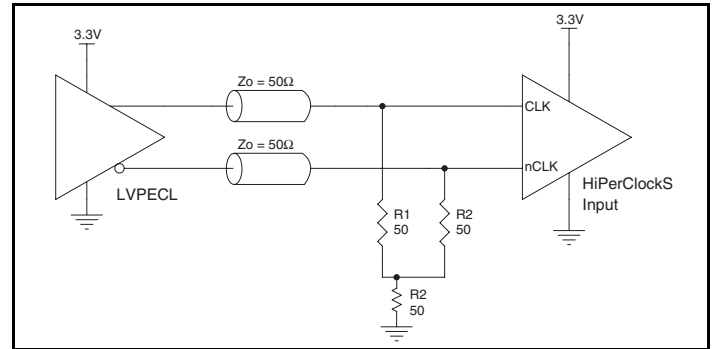 3.3V
3.3V
Zo = 50Ω
CLK
Zo = 50Ω
nCLK
LVPECL
HiPerClockS
Input
R1
50
R2
50
R2
50